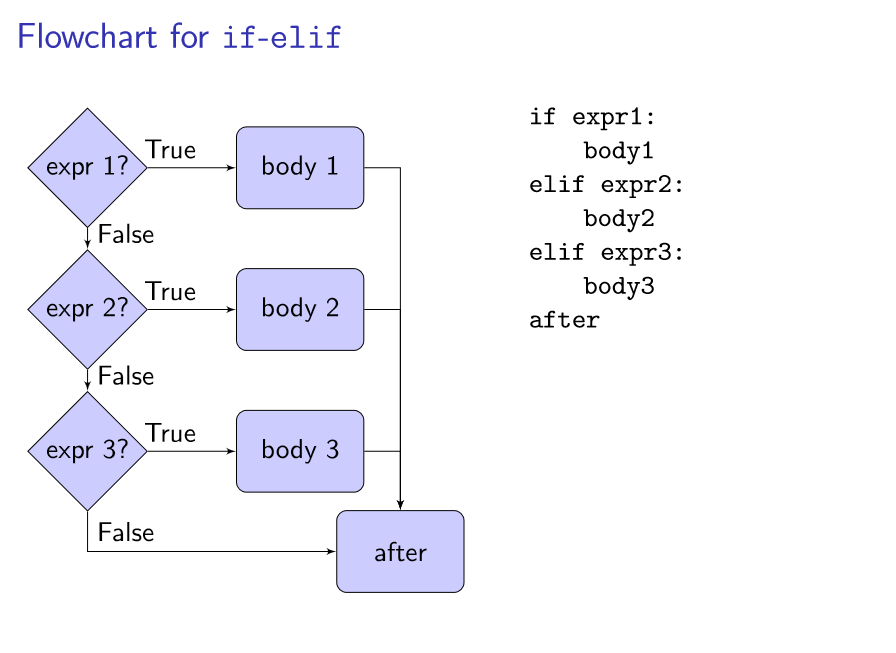 Flowchart for if-elif
expr 1?
True
body 1
False
expr 2?
True
body 2
False
expr 3?
True
body 3
False
after
if expr1:
    body1
elif expr2:
    body2
elif expr3:
    body3
after